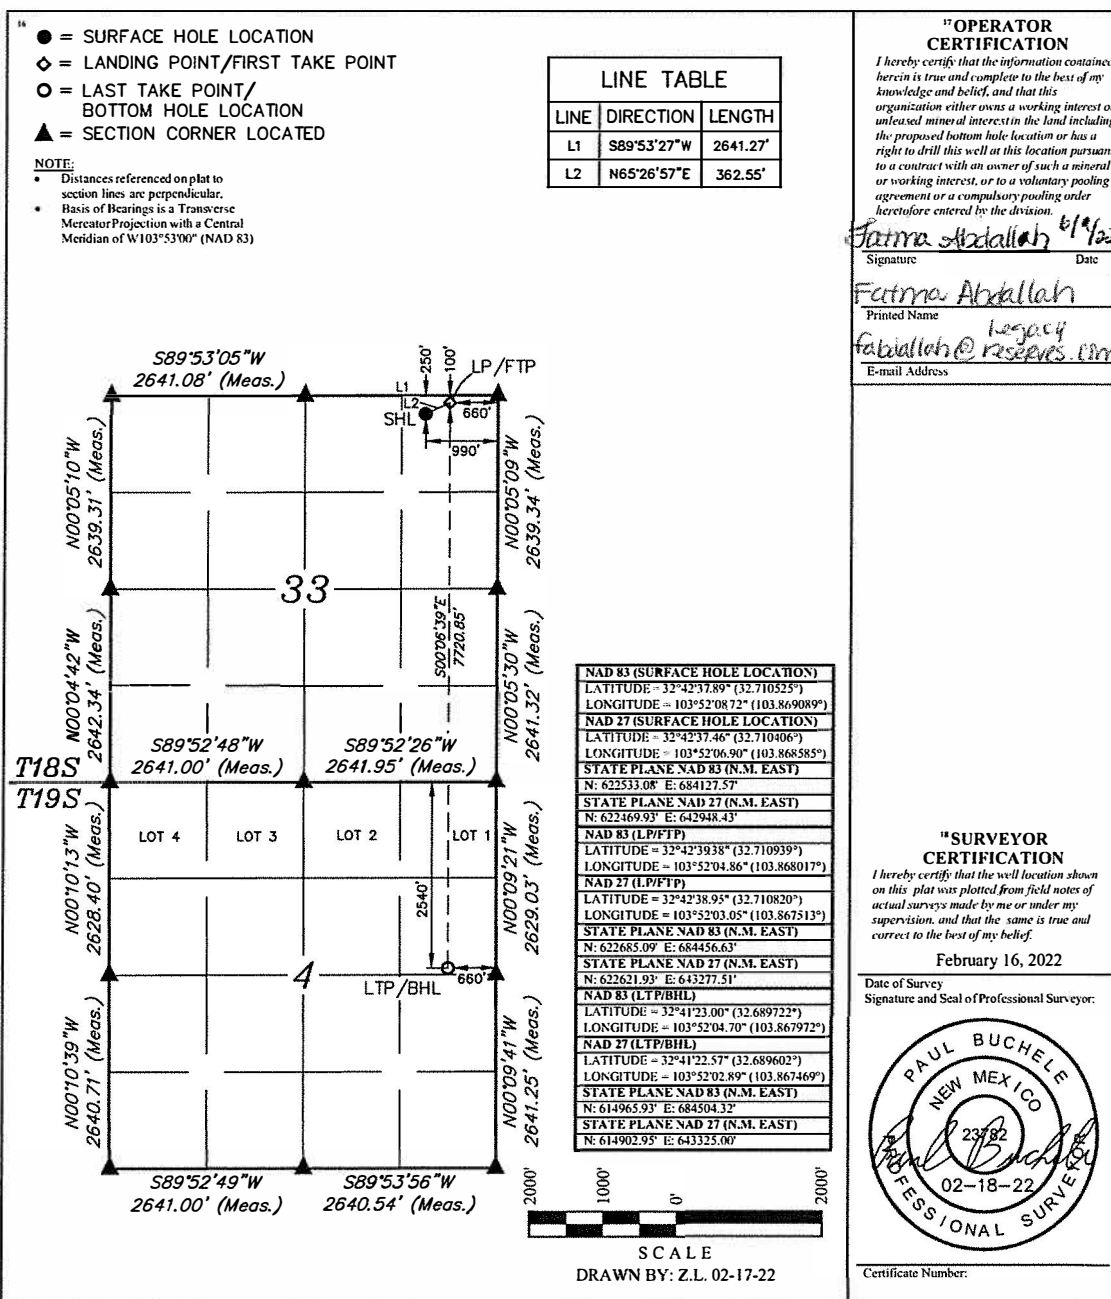 16
● = SURFACE HOLE LOCATION
◇ = LANDING POINT/FIRST TAKE POINT
○ = LAST TAKE POINT/
BOTTOM HOLE LOCATION
▲ = SECTION CORNER LOCATED
NOTE:
• Distances referenced on plat to
section lines are perpendicular.
• Basis of Bearings is a Transverse
Mercator Projection with a Central
Meridian of W103°53'00" (NAD 83)
LINE TABLE
LINE DIRECTION LENGTH
L1 S89°53'27"W 2641.27'
L2 N65°26'57"E 362.55'
17 OPERATOR
CERTIFICATION
I hereby certify that the information contained
herein is true and complete to the best of my
knowledge and belief, and that this
organization either owns a working interest or
unleased mineral interest in the land including
the proposed bottom hole location or has a
right to drill this well at this location pursuant
to a contract with an owner of such a mineral
or working interest, or to a voluntary pooling
agreement or a compulsory pooling order
heretofore entered by the division.
Fatma Abdallah
Signature Date
Fatma Abdallah
Printed Name
Legacy
fabdallah@reserves.com
E-mail Address
S89°53'05"W
2641.08' (Meas.)
250'
100'
LP/FTP
L1
L2
SHL
660'
990'
N00°05'10"W
2639.31' (Meas.)
N00°05'09"W
2639.34' (Meas.)
33
S00°06'39"E
7720.85'
N00°04'42"W
2642.34' (Meas.)
N00°05'30"W
2641.32' (Meas.)
S89°52'48"W
2641.00' (Meas.)
S89°52'26"W
2641.95' (Meas.)
T18S
T19S
LOT 4 LOT 3 LOT 2 LOT 1
N00°10'13"W
2628.40' (Meas.)
2540'
N00°09'21"W
2629.03' (Meas.)
4
LTP/BHL
660'
N00°10'39"W
2640.71' (Meas.)
N00°09'41"W
2641.25' (Meas.)
S89°52'49"W
2641.00' (Meas.)
S89°53'56"W
2640.54' (Meas.)
NAD 83 (SURFACE HOLE LOCATION)
LATITUDE = 32°42'37.89" (32.710525°)
LONGITUDE = 103°52'08.72" (103.869089°)
NAD 27 (SURFACE HOLE LOCATION)
LATITUDE = 32°42'37.46" (32.710406°)
LONGITUDE = 103°52'06.90" (103.868585°)
STATE PLANE NAD 83 (N.M. EAST)
N: 622533.08' E: 684127.57'
STATE PLANE NAD 27 (N.M. EAST)
N: 622469.93' E: 642948.43'
NAD 83 (LP/FTP)
LATITUDE = 32°42'39.38" (32.710939°)
LONGITUDE = 103°52'04.86" (103.868017°)
NAD 27 (LP/FTP)
LATITUDE = 32°42'38.95" (32.710820°)
LONGITUDE = 103°52'03.05" (103.867513°)
STATE PLANE NAD 83 (N.M. EAST)
N: 622685.09' E: 684456.63'
STATE PLANE NAD 27 (N.M. EAST)
N: 622621.93' E: 643277.51'
NAD 83 (LTP/BHL)
LATITUDE = 32°41'23.00" (32.689722°)
LONGITUDE = 103°52'04.70" (103.867972°)
NAD 27 (LTP/BHL)
LATITUDE = 32°41'22.57" (32.689602°)
LONGITUDE = 103°52'02.89" (103.867469°)
STATE PLANE NAD 83 (N.M. EAST)
N: 614965.93' E: 684504.32'
STATE PLANE NAD 27 (N.M. EAST)
N: 614902.95' E: 643325.00'
2000' 1000' 0' 2000'
SCALE
DRAWN BY: Z.L. 02-17-22
18 SURVEYOR
CERTIFICATION
I hereby certify that the well location shown
on this plat was plotted from field notes of
actual surveys made by me or under my
supervision, and that the same is true and
correct to the best of my belief.
February 16, 2022
Date of Survey
Signature and Seal of Professional Surveyor:
PAUL BUCHELE
NEW MEXICO
23782
Paul Buchele
02-18-22
PROFESSIONAL SURVEYOR
Certificate Number: